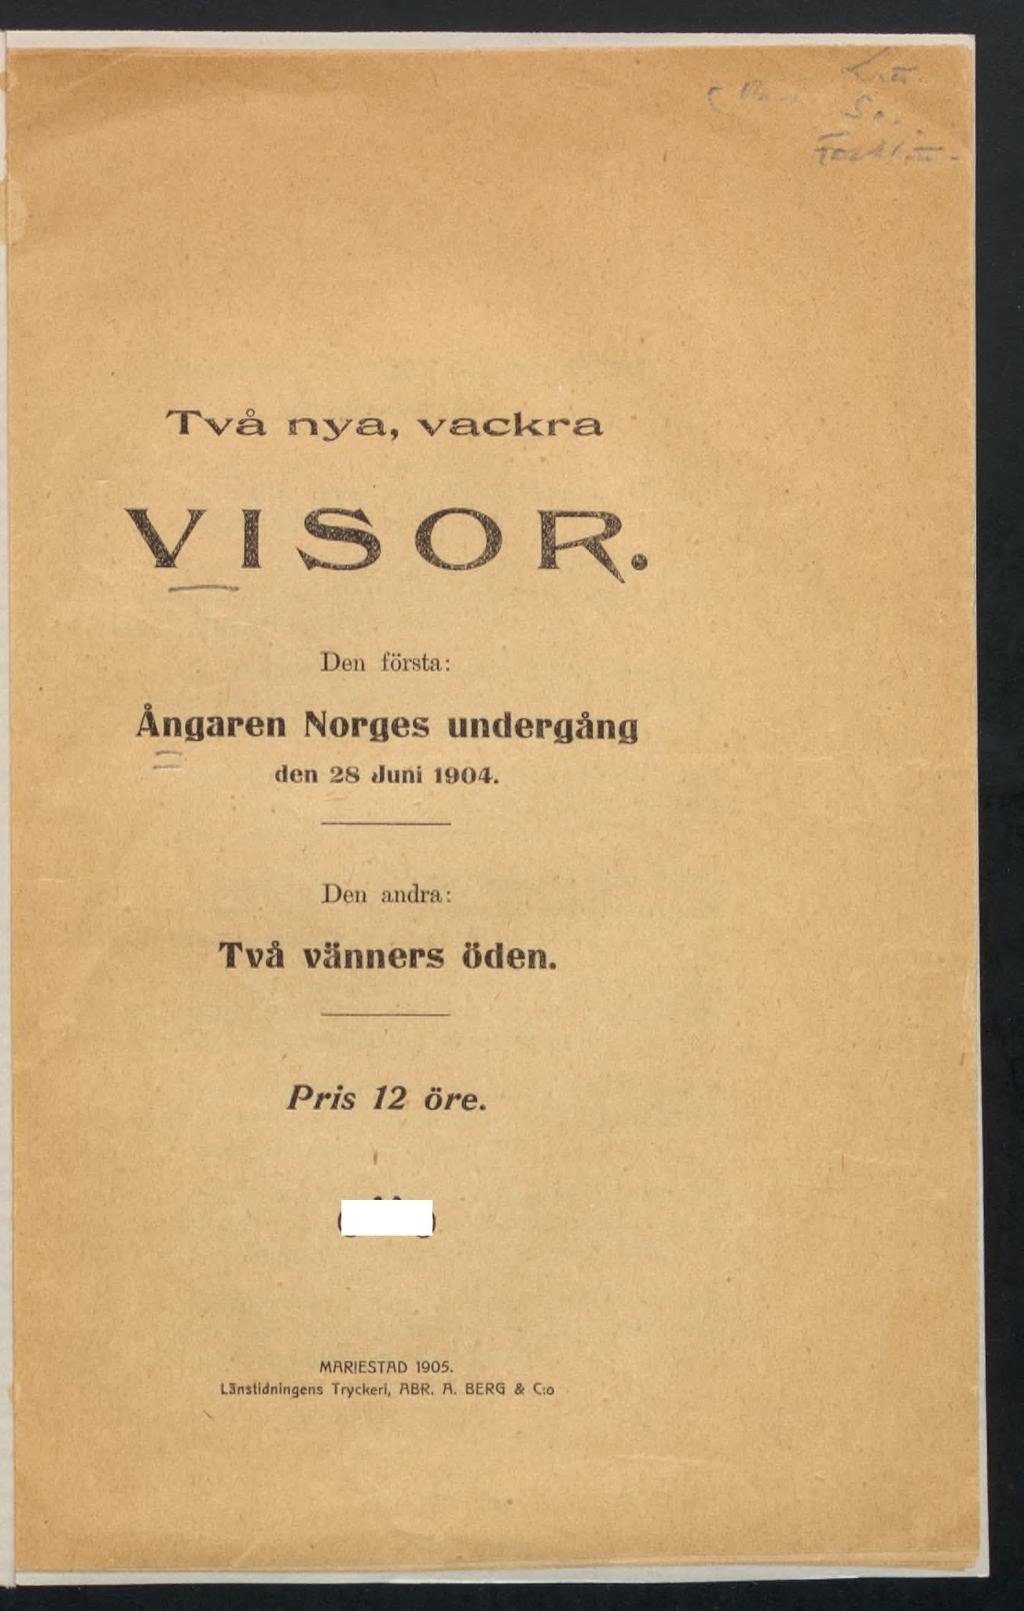 Två nya, vackra
VISOR.
Den första:
Ångaren Norges undergång
den 28 Juni 1904.
Den andra:
Två vänners öden.
Pris 12 öre.
MARIESTAD 1905.
Länstidningens Tryckeri, ABR. A. BERG & C:o